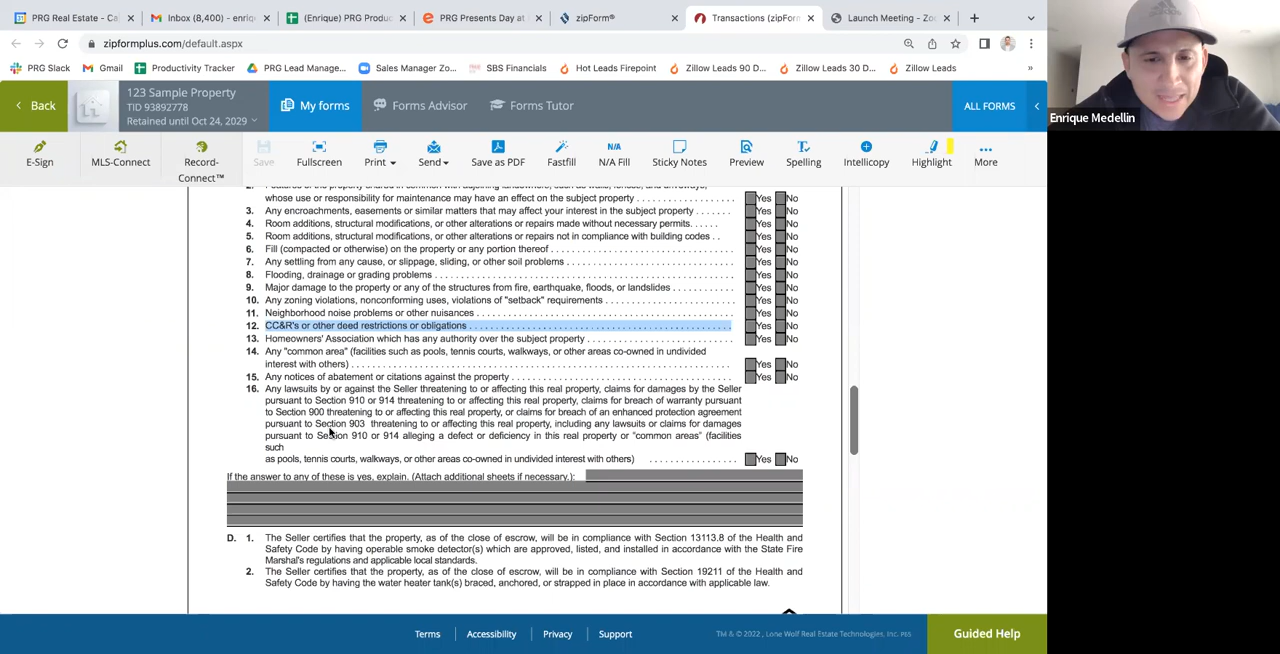 PRG Real Estate - Ca
Inbox (8,400) - enriq
(Enrique) PRG Produc
PRG Presents Day at
zipForm®
Transactions (zipForm
Launch Meeting - Zo
zipformplus.com/default.aspx
PRG Slack
Gmail
Productivity Tracker
PRG Lead Manage...
Sales Manager Zo...
SBS Financials
Hot Leads Firepoint
Zillow Leads 90 D...
Zillow Leads 30 D...
Zillow Leads
Enrique Medellin
Back
123 Sample Property
TID 93892778
Retained until Oct 24, 2029
My forms
Forms Advisor
Forms Tutor
ALL FORMS
E-Sign
MLS-Connect
Record-
Connect™
Save
Fullscreen
Print
Send
Save as PDF
N/A
Fastfill
N/A Fill
Sticky Notes
Preview
Spelling
Intellicopy
Highlight
More
whose use or responsibility for maintenance may have an effect on the subject property Yes No
3. Any encroachments, easements or similar matters that may affect your interest in the subject property Yes No
4. Room additions, structural modifications, or other alterations or repairs made without necessary permits. Yes No
5. Room additions, structural modifications, or other alterations or repairs not in compliance with building codes Yes No
6. Fill (compacted or otherwise) on the property or any portion thereof Yes No
7. Any settling from any cause, or slippage, sliding, or other soil problems Yes No
8. Flooding, drainage or grading problems Yes No
9. Major damage to the property or any of the structures from fire, earthquake, floods, or landslides Yes No
10. Any zoning violations, nonconforming uses, violations of "setback" requirements Yes No
11. Neighborhood noise problems or other nuisances Yes No
12. CC&R's or other deed restrictions or obligations Yes No
13. Homeowners' Association which has any authority over the subject property Yes No
14. Any "common area" (facilities such as pools, tennis courts, walkways, or other areas co-owned in undivided
interest with others) Yes No
15. Any notices of abatement or citations against the property Yes No
16. Any lawsuits by or against the Seller threatening to or affecting this real property, claims for damages by the Seller
pursuant to Section 910 or 914 threatening to or affecting this real property, claims for breach of warranty pursuant
to Section 900 threatening to or affecting this real property, or claims for breach of an enhanced protection agreement
pursuant to Section 903 threatening to or affecting this real property, including any lawsuits or claims for damages
pursuant to Section 910 or 914 alleging a defect or deficiency in this real property or "common areas" (facilities
such
as pools, tennis courts, walkways, or other areas co-owned in undivided interest with others) Yes No
If the answer to any of these is yes, explain. (Attach additional sheets if necessary.):
D. 1. The Seller certifies that the property, as of the close of escrow, will be in compliance with Section 13113.8 of the Health and
Safety Code by having operable smoke detector(s) which are approved, listed, and installed in accordance with the State Fire
Marshal's regulations and applicable local standards.
2. The Seller certifies that the property, as of the close of escrow, will be in compliance with Section 19211 of the Health and
Safety Code by having the water heater tank(s) braced, anchored, or strapped in place in accordance with applicable law.
Terms
Accessibility
Privacy
Support
TM & © 2022, Lone Wolf Real Estate Technologies, Inc. PE5
Guided Help